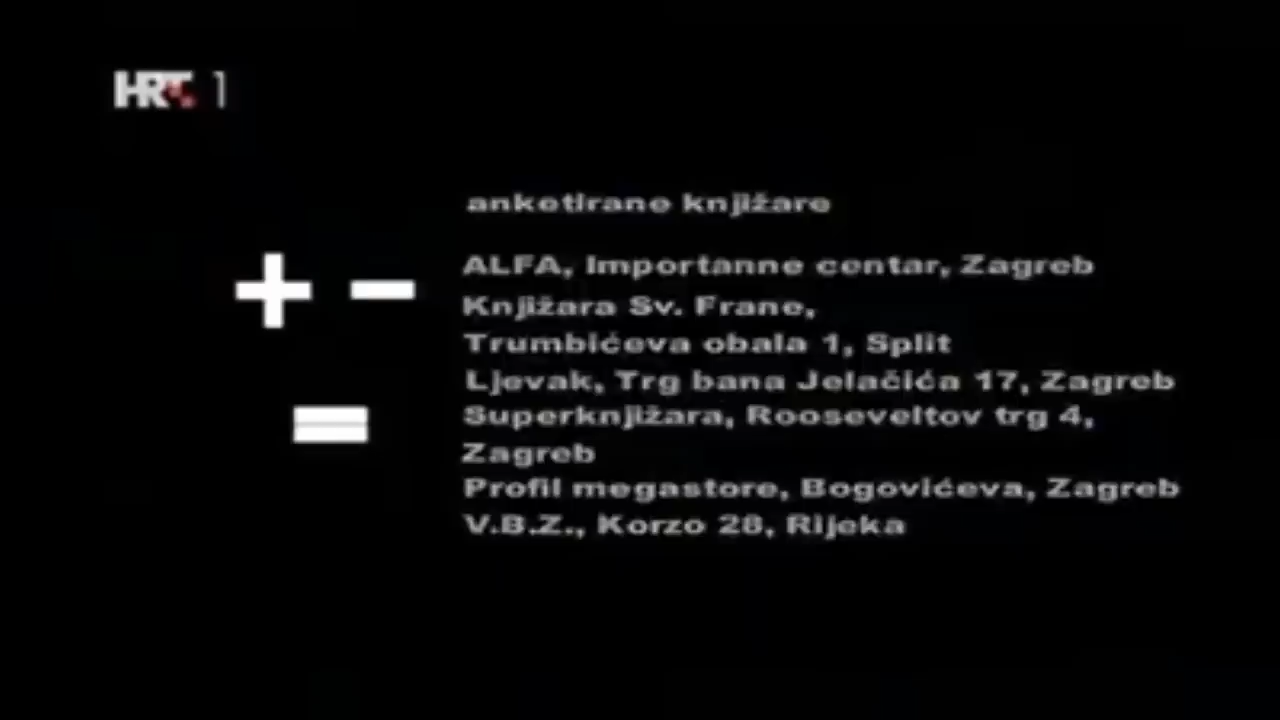 HRT 1
anketirane knjižare
ALFA, Importanne centar, Zagreb
Knjižara Sv. Frane,
Trumbićeva obala 1, Split
Ljevak, Trg bana Jelačića 17, Zagreb
Superknjižara, Rooseveltov trg 4,
Zagreb
Profil megastore, Bogovićeva, Zagreb
V.B.Z., Korzo 28, Rijeka
+ -
=